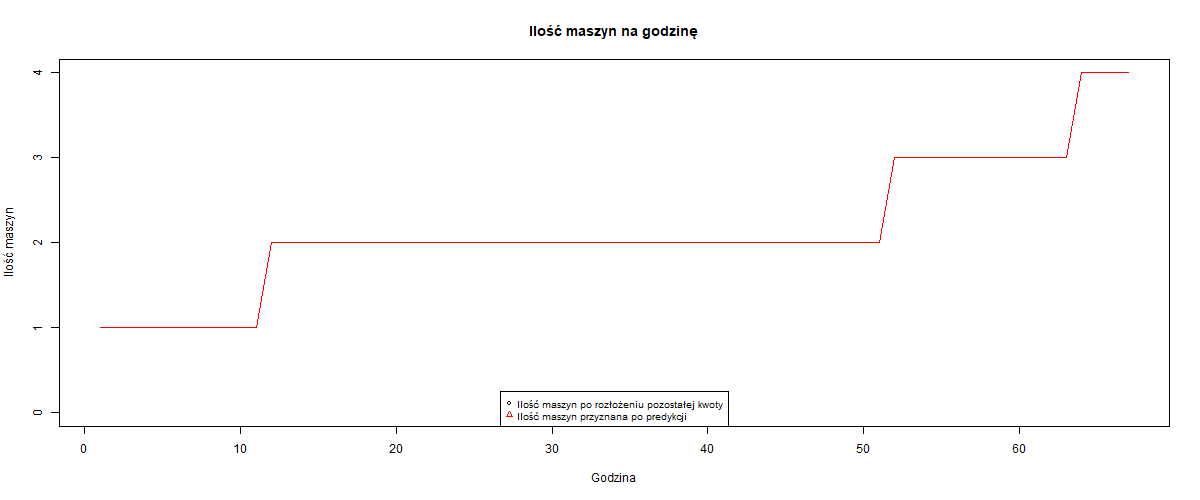 Ilość maszyn na godzinę
Ilość maszyn
4
3
2
1
0
Ilość maszyn po rozłożeniu pozostałej kwoty
Ilość maszyn przyznana po predykcji
0 10 20 30 40 50 60
Godzina